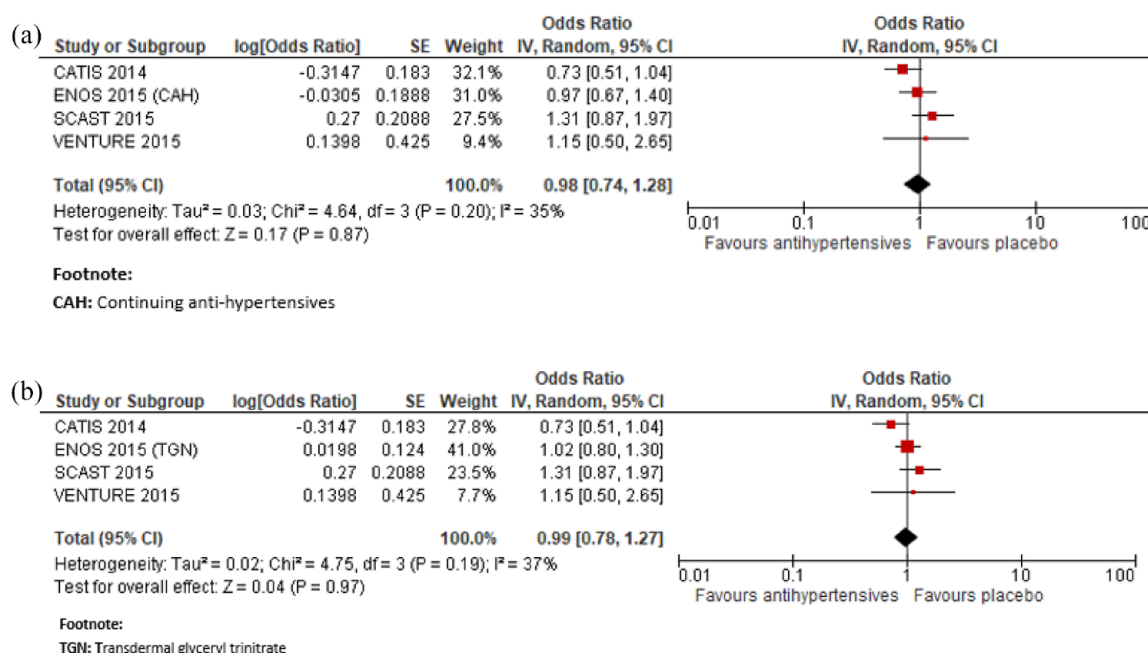 (a)
Odds Ratio Odds Ratio
Study or Subgroup log[Odds Ratio] SE Weight IV, Random, 95% CI IV, Random, 95% CI
CATIS 2014 -0.3147 0.183 32.1% 0.73 [0.51, 1.04]
ENOS 2015 (CAH) -0.0305 0.1888 31.0% 0.97 [0.67, 1.40]
SCAST 2015 0.27 0.2088 27.5% 1.31 [0.87, 1.97]
VENTURE 2015 0.1398 0.425 9.4% 1.15 [0.50, 2.65]
Total (95% CI) 100.0% 0.98 [0.74, 1.28]
Heterogeneity: Tau² = 0.03; Chi² = 4.64, df = 3 (P = 0.20); I² = 35%
Test for overall effect: Z = 0.17 (P = 0.87)
0.01 0.1 1 10 100
Favours antihypertensives Favours placebo
Footnote:
CAH: Continuing anti-hypertensives
(b)
Odds Ratio Odds Ratio
Study or Subgroup log[Odds Ratio] SE Weight IV, Random, 95% CI IV, Random, 95% CI
CATIS 2014 -0.3147 0.183 27.8% 0.73 [0.51, 1.04]
ENOS 2015 (TGN) 0.0198 0.124 41.0% 1.02 [0.80, 1.30]
SCAST 2015 0.27 0.2088 23.5% 1.31 [0.87, 1.97]
VENTURE 2015 0.1398 0.425 7.7% 1.15 [0.50, 2.65]
Total (95% CI) 100.0% 0.99 [0.78, 1.27]
Heterogeneity: Tau² = 0.02; Chi² = 4.75, df = 3 (P = 0.19); I² = 37%
Test for overall effect: Z = 0.04 (P = 0.97)
0.01 0.1 1 10 100
Favours antihypertensives Favours placebo
Footnote:
TGN: Transdermal glyceryl trinitrate